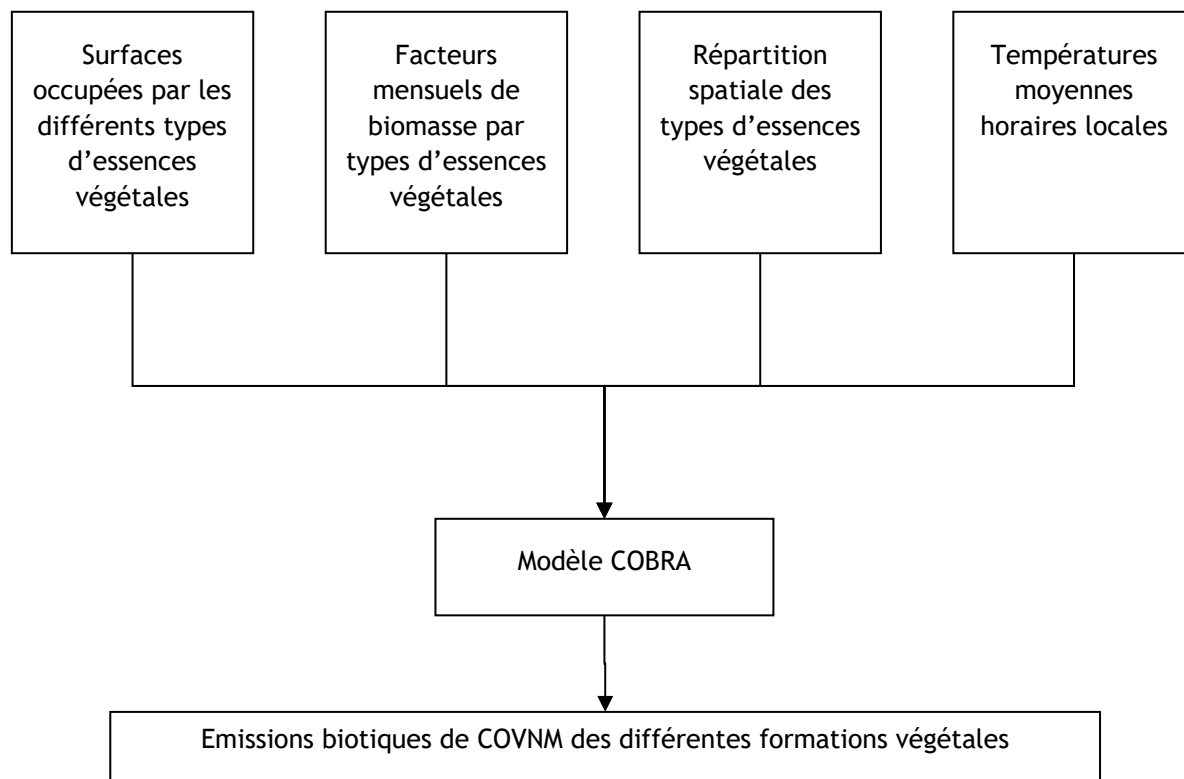 Surfaces
occupées par les
différents types
d’essences
végétales
Facteurs
mensuels de
biomasse par
types d’essences
végétales
Répartition
spatiale des
types d’essences
végétales
Températures
moyennes
horaires locales
Modèle COBRA
Emissions biotiques de COVNM des différentes formations végétales